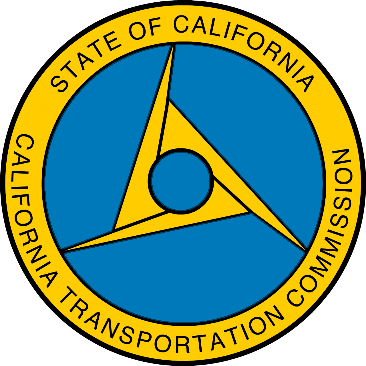 STATE OF CALIFORNIA
CALIFORNIA TRANSPORTATION COMMISSION